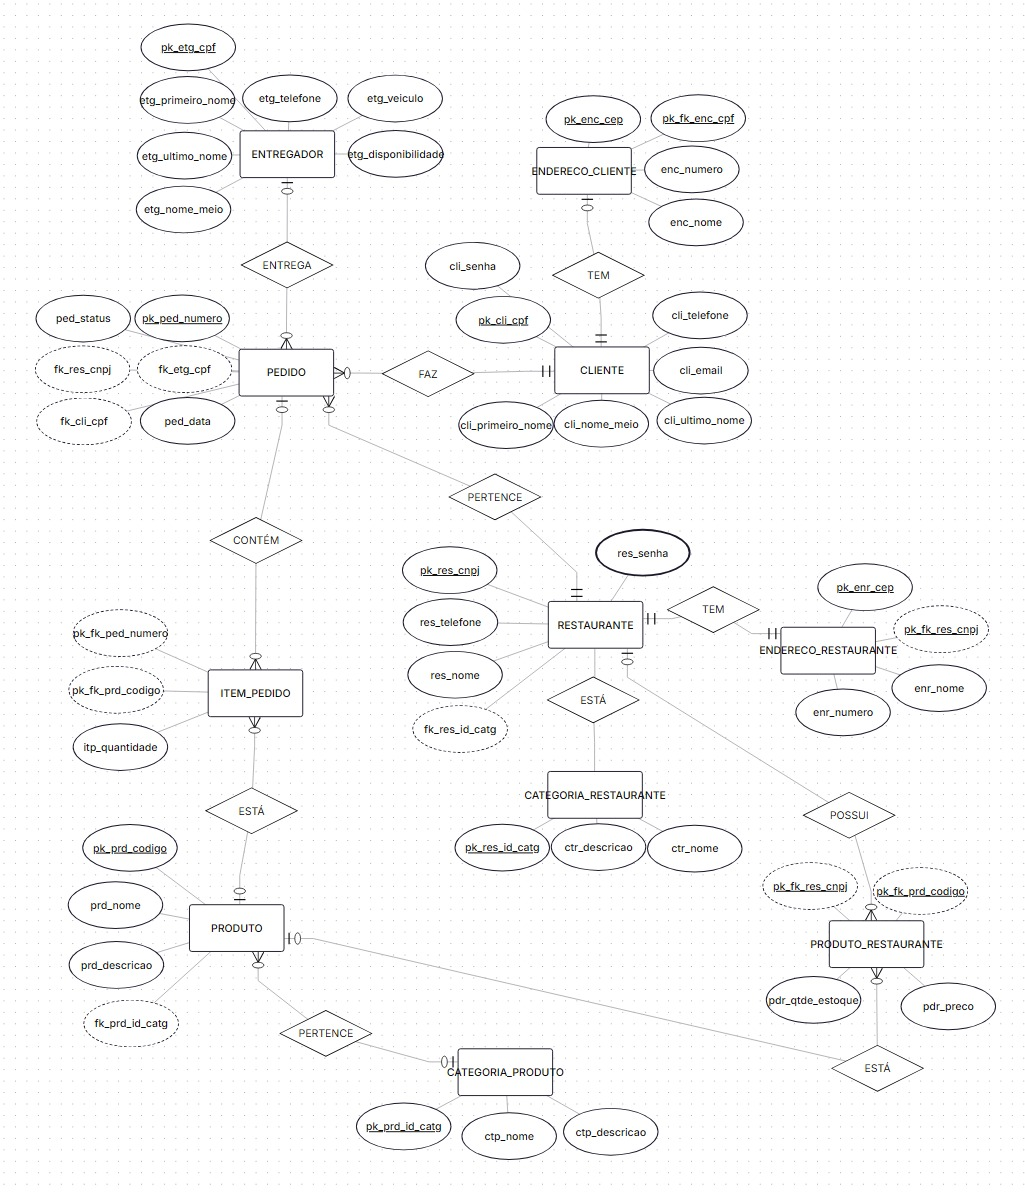 pk_etg_cpf
etg_primeiro_nome
etg_telefone
etg_veiculo
etg_ultimo_nome
ENTREGADOR
etg_disponibilidade
etg_nome_meio
pk_enc_cep
pk_fk_enc_cpf
ENDERECO_CLIENTE
enc_numero
enc_nome
ENTREGA
cli_senha
TEM
ped_status
pk_ped_numero
pk_cli_cpf
cli_telefone
fk_res_cnpj
fk_etg_cpf
PEDIDO
FAZ
CLIENTE
cli_email
fk_cli_cpf
ped_data
cli_primeiro_nome
cli_nome_meio
cli_ultimo_nome
PERTENCE
CONTÉM
res_senha
pk_res_cnpj
pk_enr_cep
res_telefone
RESTAURANTE
TEM
pk_fk_res_cnpj
ENDERECO_RESTAURANTE
pk_fk_ped_numero
res_nome
enr_nome
pk_fk_prd_codigo
ITEM_PEDIDO
ESTÁ
enr_numero
fk_res_id_catg
itp_quantidade
CATEGORIA_RESTAURANTE
ESTÁ
POSSUI
pk_prd_codigo
pk_res_id_catg
ctr_descricao
ctr_nome
pk_fk_res_cnpj
pk_fk_prd_codigo
prd_nome
PRODUTO
PRODUTO_RESTAURANTE
prd_descricao
pdr_qtde_estoque
pdr_preco
fk_prd_id_catg
PERTENCE
ESTÁ
CATEGORIA_PRODUTO
pk_prd_id_catg
ctp_nome
ctp_descricao